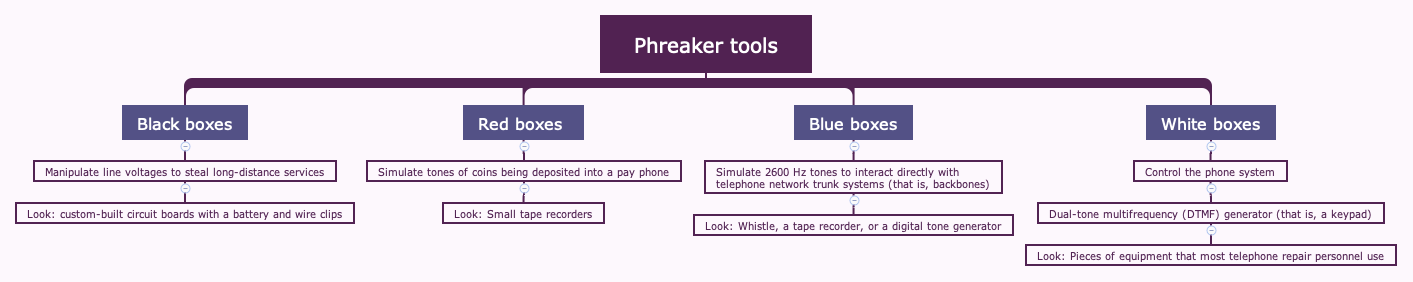 Phreaker tools
Black boxes
Manipulate line voltages to steal long-distance services
Look: custom-built circuit boards with a battery and wire clips
Red boxes
Simulate tones of coins being deposited into a pay phone
Look: Small tape recorders
Blue boxes
Simulate 2600 Hz tones to interact directly with
telephone network trunk systems (that is, backbones)
Look: Whistle, a tape recorder, or a digital tone generator
White boxes
Control the phone system
Dual-tone multifrequency (DTMF) generator (that is, a keypad)
Look: Pieces of equipment that most telephone repair personnel use